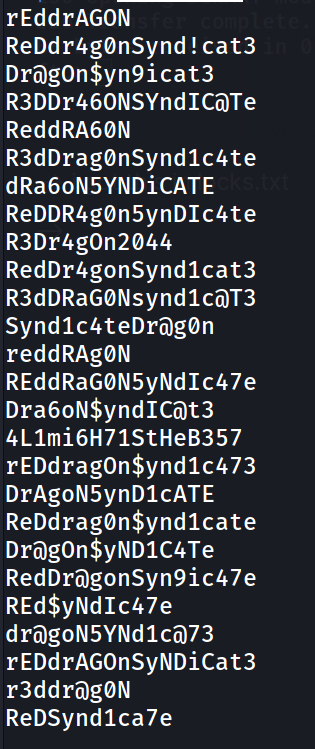 rEddrAGON
ReDdr4g0nSynd!cat3
Dr@gOn$yn9icat3
R3DDr46ONSYndIC@Te
ReddRA60N
R3dDrag0nSynd1c4te
dRa6oN5YNDiCATE
ReDDR4g0n5ynDIc4te
R3Dr4gOn2044
RedDr4gonSynd1cat3
R3dDRaG0Nsynd1c@T3
Synd1c4teDr@g0n
reddRAg0N
REddRaG0N5yNdIc47e
Dra6oN$yndIC@t3
4L1mi6H71StHeB357
rEDdragOn$ynd1c473
DrAgoN5ynD1cATE
ReDdrag0n$ynd1cate
Dr@gOn$yND1C4Te
RedDr@gonSyn9ic47e
REd$yNdIc47e
dr@goN5YNd1c@73
rEDdrAGOnSyNDiCat3
r3ddr@g0N
ReDSynd1ca7e